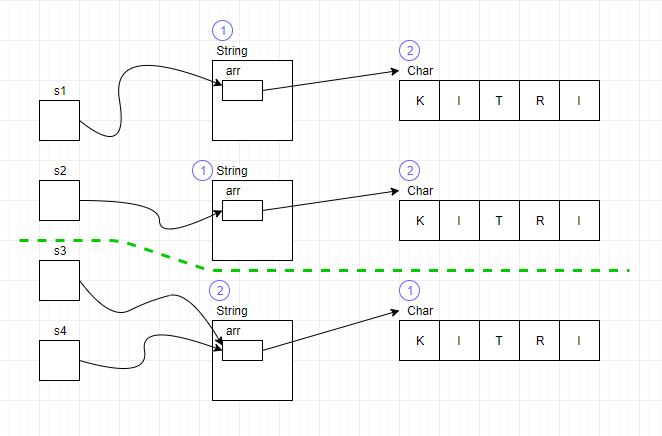 1
String
2
Char
arr
s1
K I T R I
s2
1 String
2
Char
arr
K I T R I
s3
2
String
1
Char
arr
s4
K I T R I